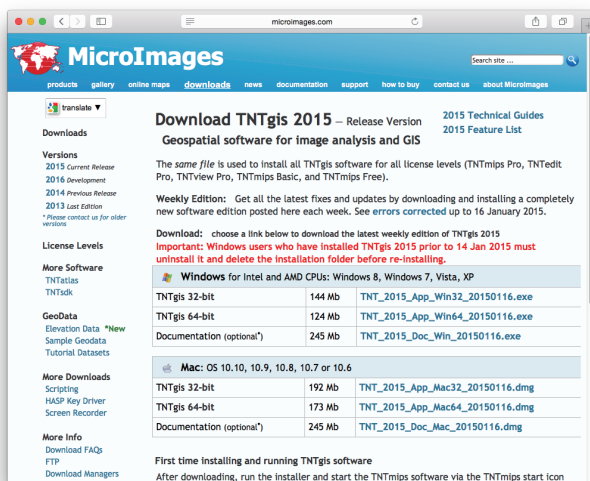 microimages.com
MicroImages
Search site ...
products gallery online maps downloads news documentation support how to buy contact us about MicroImages
translate ▼
Downloads
Versions
2015 Current Release
2016 Development
2014 Previous Release
2013 Last Edition
* Please contact us for older
versions
License Levels
More Software
TNTatlas
TNTsdk
GeoData
Elevation Data *New
Sample Geodata
Tutorial Datasets
More Downloads
Scripting
HASP Key Driver
Screen Recorder
More Info
Download FAQs
FTP
Download Managers
Download TNTgis 2015 — Release Version
Geospatial software for image analysis and GIS
2015 Technical Guides
2015 Feature List
The same file is used to install all TNTgis software for all license levels (TNTmips Pro, TNTedit
Pro, TNTview Pro, TNTmips Basic, and TNTmips Free).
Weekly Edition: Get all the latest fixes and updates by downloading and installing a completely
new software edition posted here each week. See errors corrected up to 16 January 2015.
Download: choose a link below to download the latest weekly edition of TNTgis 2015
Important: Windows users who have installed TNTgis 2015 prior to 14 Jan 2015 must
uninstall it and delete the installation folder before re-installing.
Windows for Intel and AMD CPUs: Windows 8, Windows 7, Vista, XP
TNTgis 32-bit 144 Mb TNT_2015_App_Win32_20150116.exe
TNTgis 64-bit 124 Mb TNT_2015_App_Win64_20150116.exe
Documentation (optional*) 245 Mb TNT_2015_Doc_Win_20150116.exe
Mac: OS 10.10, 10.9, 10.8, 10.7 or 10.6
TNTgis 32-bit 192 Mb TNT_2015_App_Mac32_20150116.dmg
TNTgis 64-bit 173 Mb TNT_2015_App_Mac64_20150116.dmg
Documentation (optional*) 245 Mb TNT_2015_Doc_Mac_20150116.dmg
First time installing and running TNTgis software
After downloading, run the installer and start the TNTmips software via the TNTmips start icon